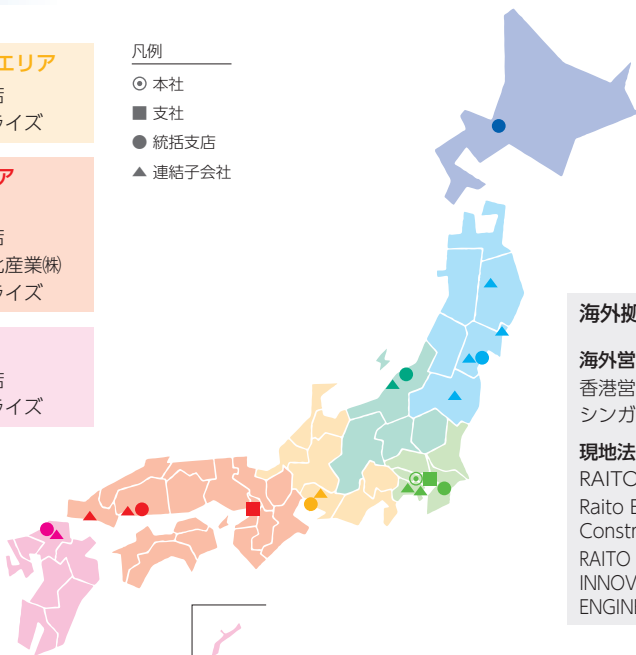 エリア
店
ライズ
ア
店
産業㈱
ライズ
店
ライズ
凡例
本社
支社
統括支店
連結子会社
海外拠
海外営
香港営
シンガ
現地法
RAITO
Raito E
Constr
RAITO
INNOV
ENGIN